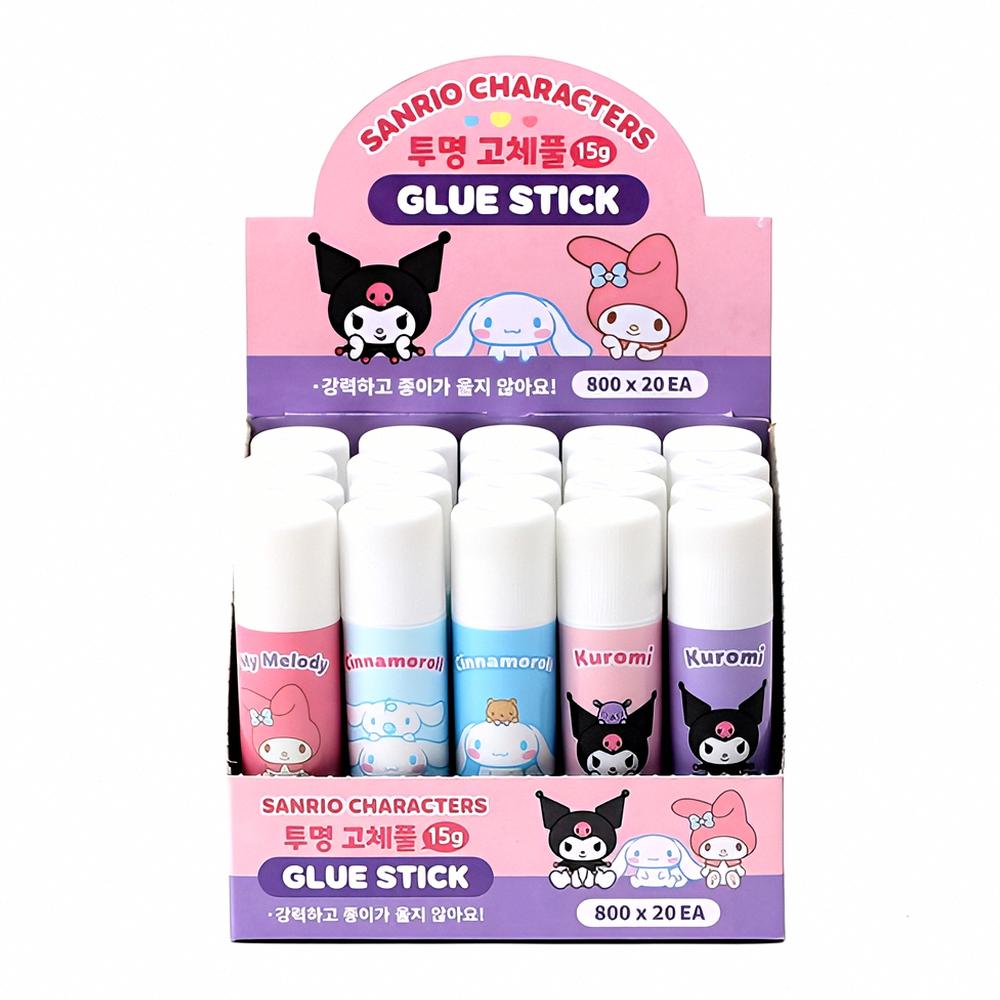 SANRIO CHARACTERS
투명 고체풀 15g
GLUE STICK
·강력하고 종이가 울지 않아요!
800 x 20 EA
My Melody
Cinnamoroll
Cinnamoroll
Kuromi
Kuromi
SANRIO CHARACTERS
투명 고체풀 15g
GLUE STICK
·강력하고 종이가 울지 않아요!
800 x 20 EA